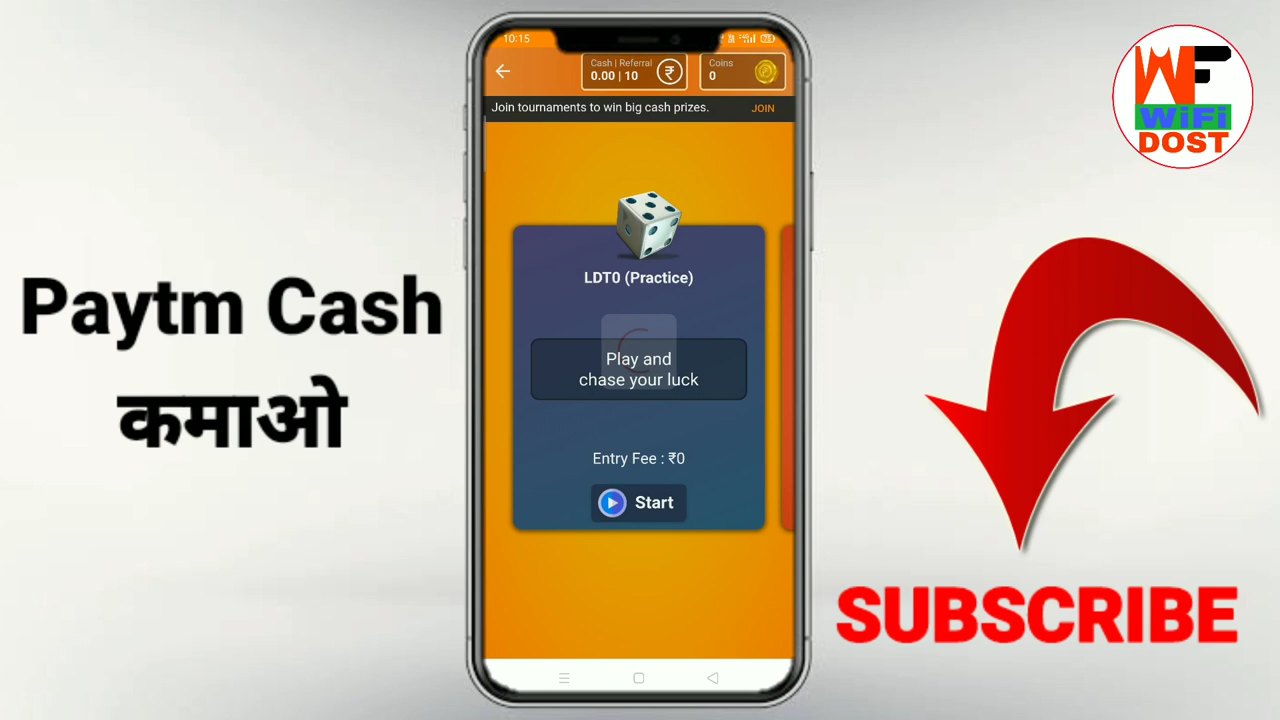 Paytm Cash
कमाओ
10:15
Cash | Referral
0.00 | 10
Coins
0
Join tournaments to win big cash prizes.
JOIN
LDT0 (Practice)
Play and
chase your luck
Entry Fee : ₹0
Start
WF
WiFi
DOST
SUBSCRIBE